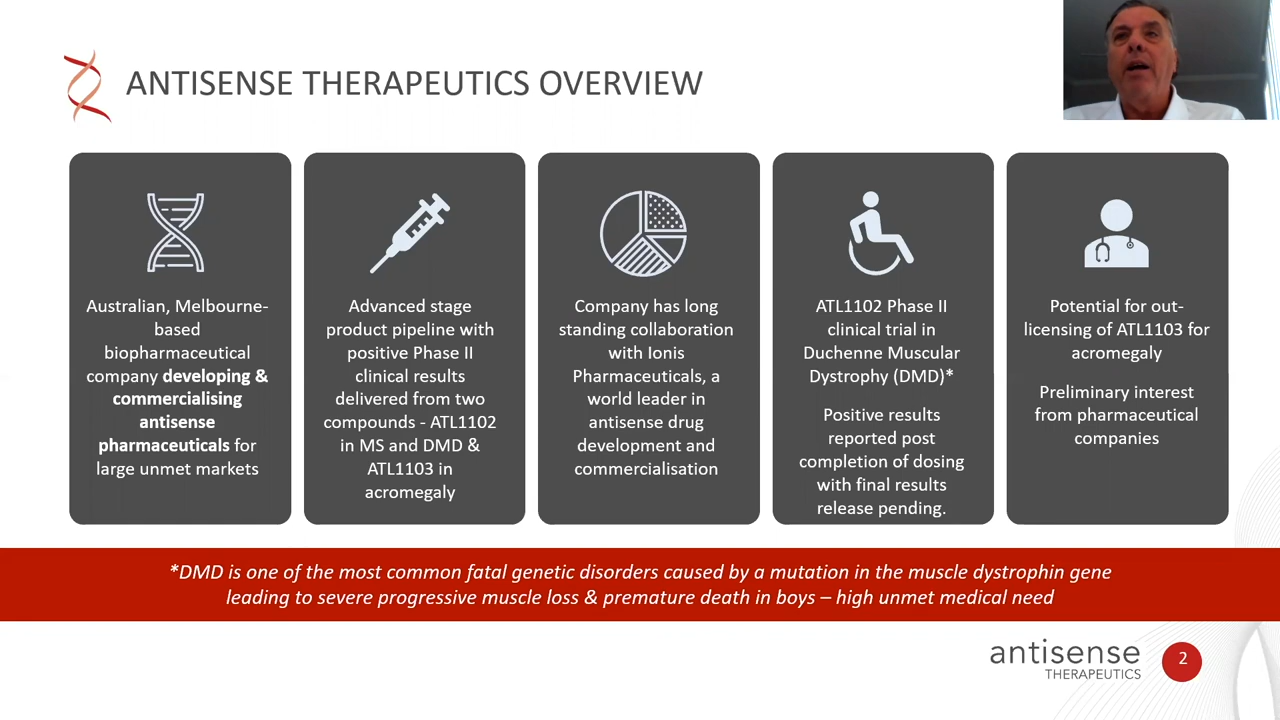 ANTISENSE THERAPEUTICS OVERVIEW
Australian, Melbourne-
based
biopharmaceutical
company developing &
commercialising
antisense
pharmaceuticals for
large unmet markets
Advanced stage
product pipeline with
positive Phase II
clinical results
delivered from two
compounds - ATL1102
in MS and DMD &
ATL1103 in
acromegaly
Company has long
standing collaboration
with Ionis
Pharmaceuticals, a
world leader in
antisense drug
development and
commercialisation
ATL1102 Phase II
clinical trial in
Duchenne Muscular
Dystrophy (DMD)*
Positive results
reported post
completion of dosing
with final results
release pending.
Potential for out-
licensing of ATL1103 for
acromegaly
Preliminary interest
from pharmaceutical
companies
*DMD is one of the most common fatal genetic disorders caused by a mutation in the muscle dystrophin gene
leading to severe progressive muscle loss & premature death in boys – high unmet medical need
antisense
THERAPEUTICS
2